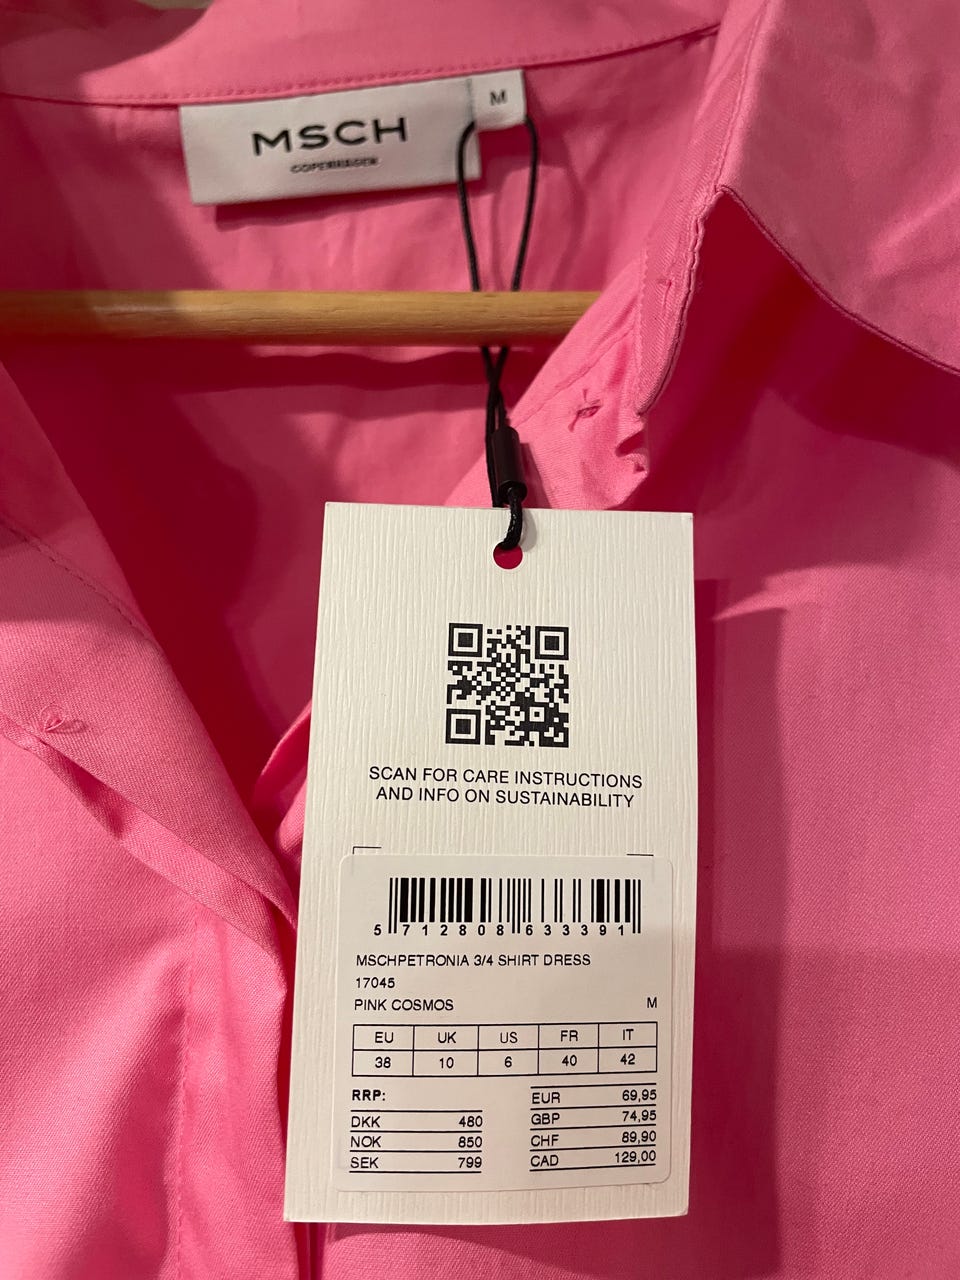 MSCH
COPENHAGEN
M
SCAN FOR CARE INSTRUCTIONS
AND INFO ON SUSTAINABILITY
5 712808 633391
MSCHPETRONIA 3/4 SHIRT DRESS
17045
PINK COSMOS M
EU UK US FR IT
38 10 6 40 42
RRP:
DKK 480
NOK 850
SEK 799
EUR 69,95
GBP 74,95
CHF 89,90
CAD 129,00